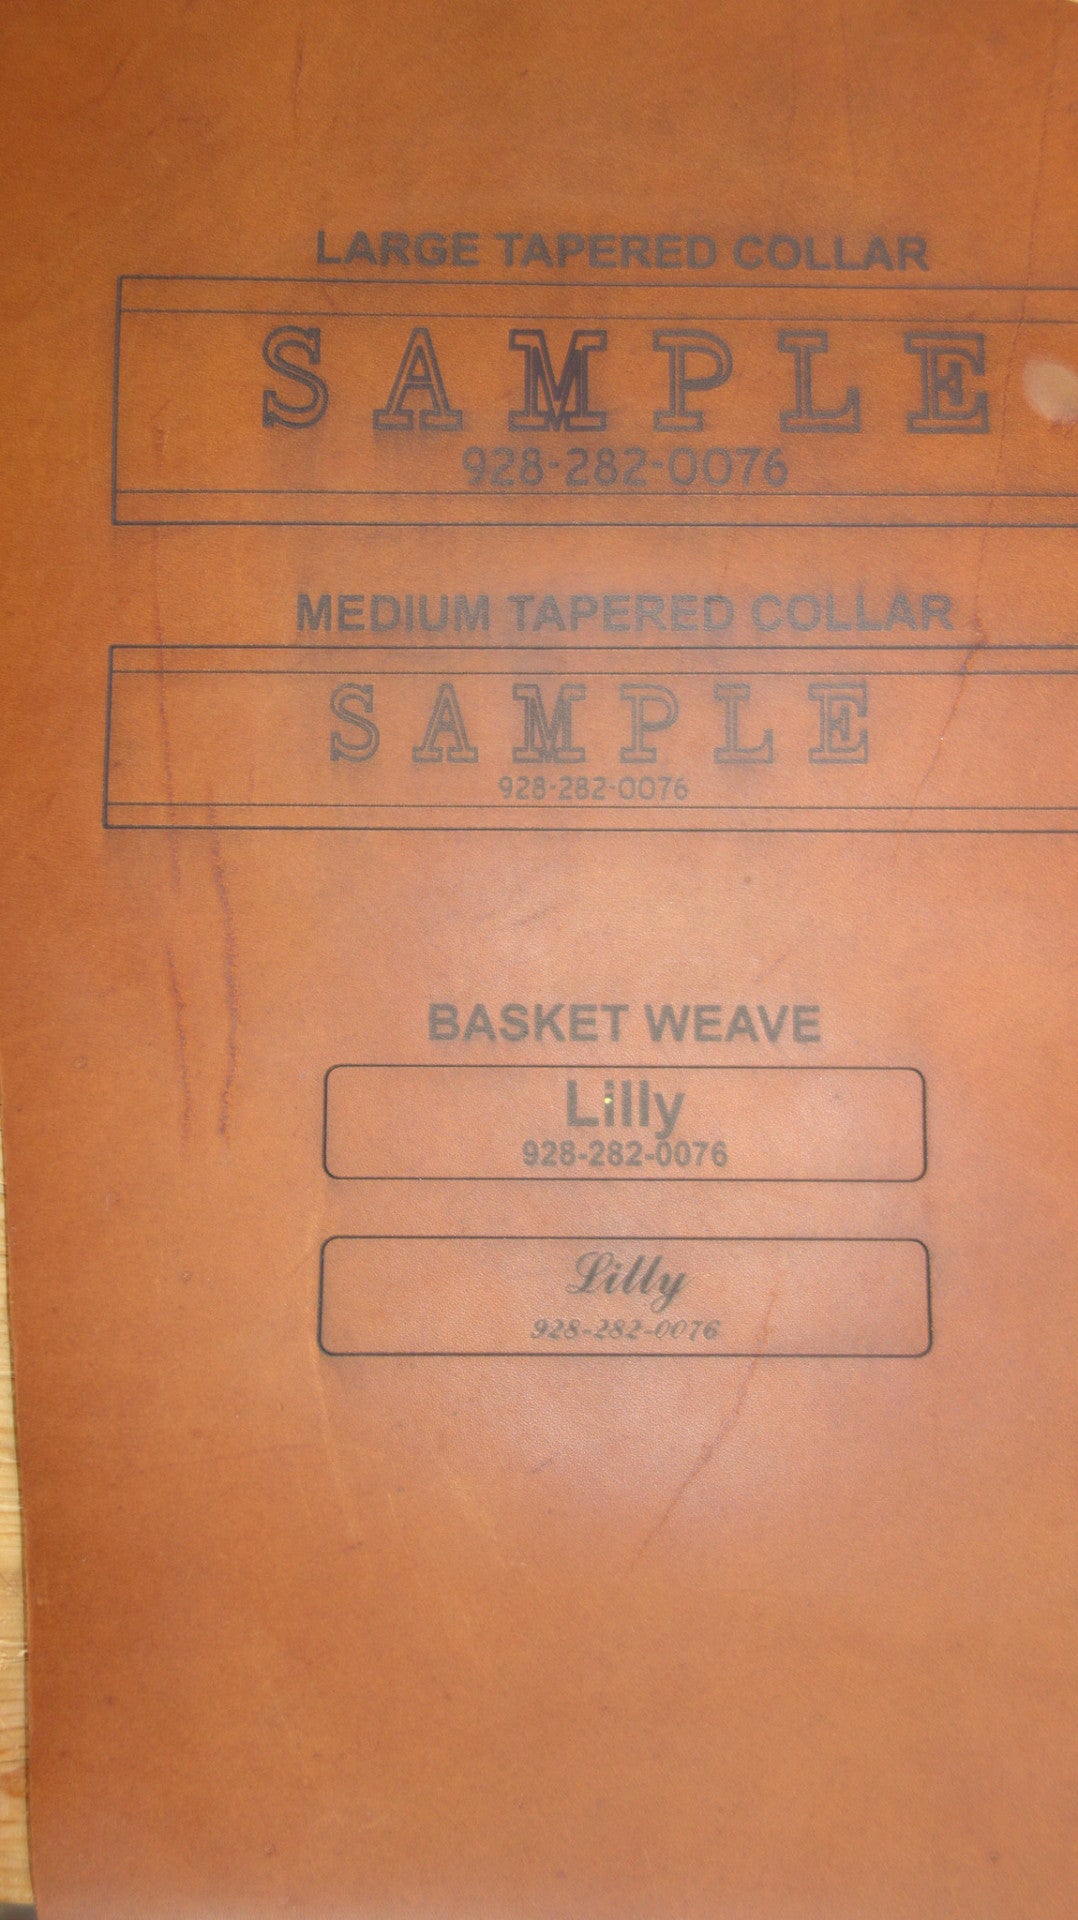 LARGE TAPERED COLLAR
SAMPLE
928-282-0076
MEDIUM TAPERED COLLAR
SAMPLE
928-282-0076
BASKET WEAVE
Lilly
928-282-0076
Lilly
928-282-0076